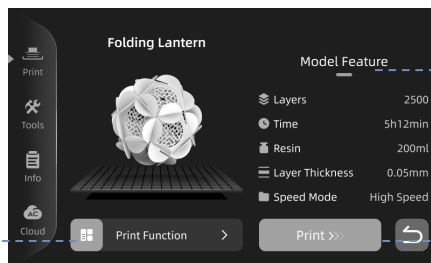 Folding Lantern
Model Feature
Print
Tools
Info
AC
Cloud
Layers 2500
Time 5h12min
Resin 200ml
Layer Thickness 0.05mm
Speed Mode High Speed
Print Function
Print